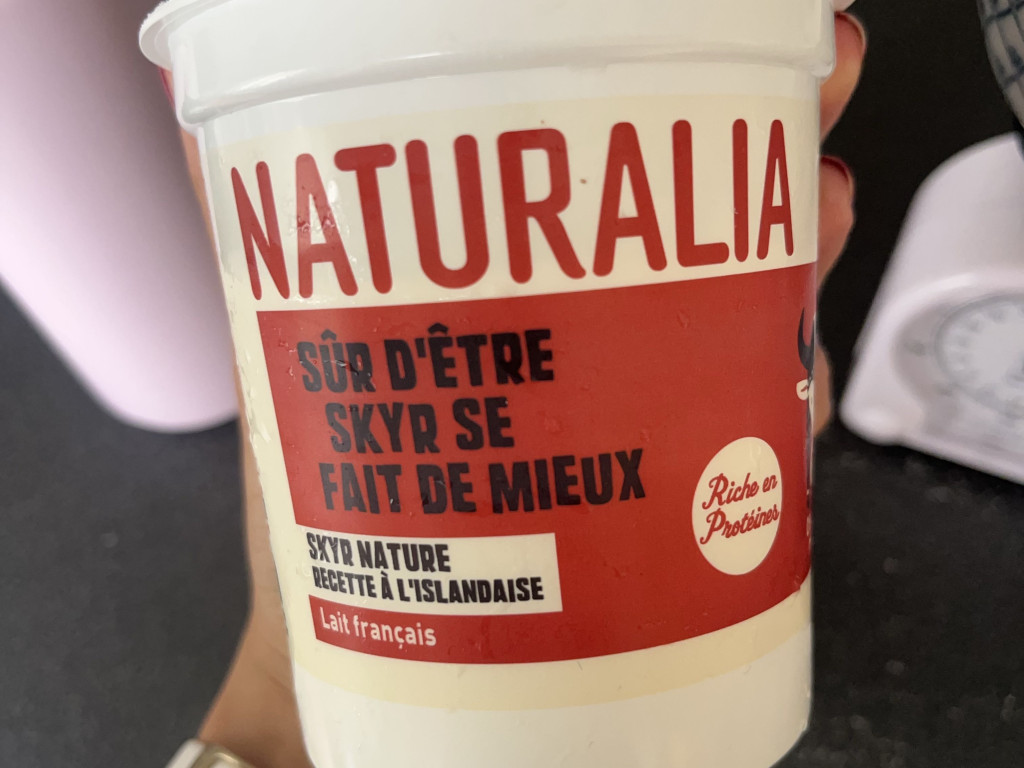 NATURALIA
SÛR D'ÊTRE
SKYR SE
FAIT DE MIEUX
Riche en
Protéines
SKYR NATURE
RECETTE À L'ISLANDAISE
Lait français